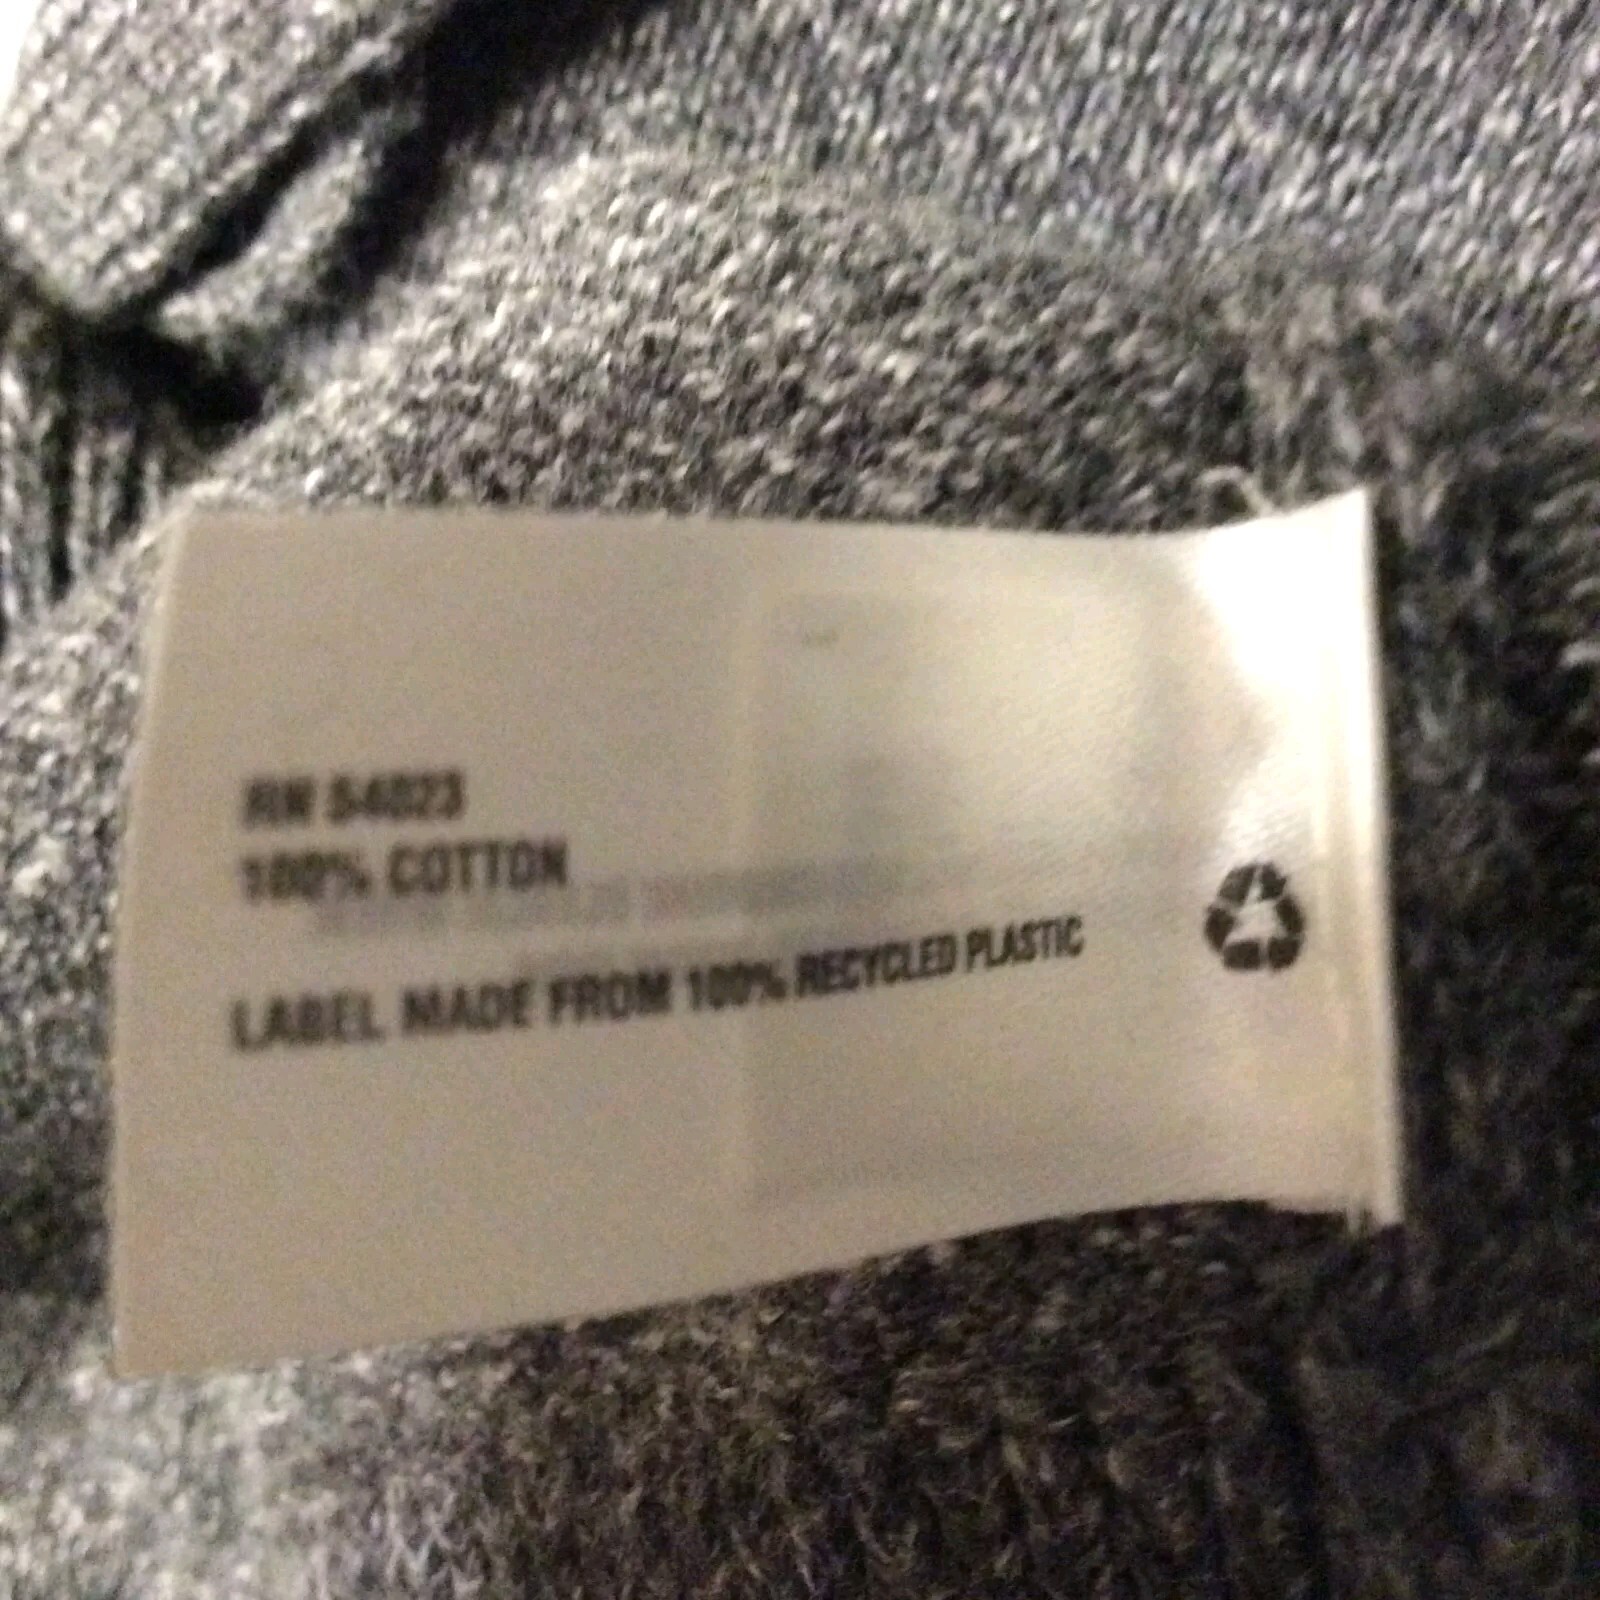 RN 54023
100% COTTON
LABEL MADE FROM 100% RECYCLED PLASTIC